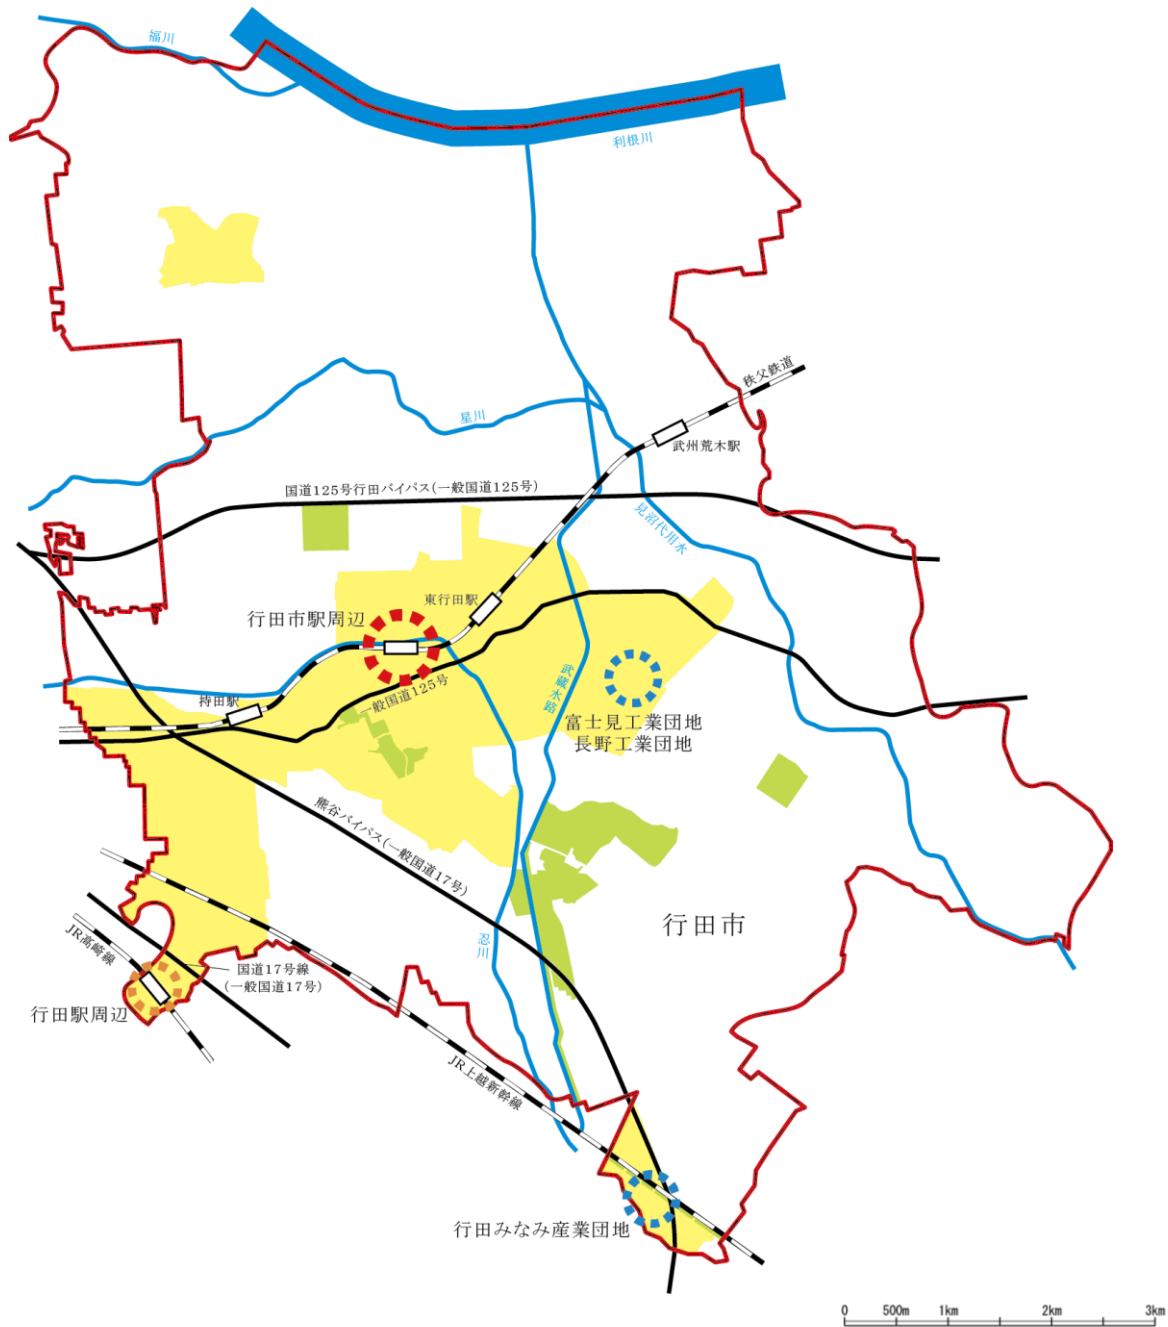 福川
利根川
秩父鉄道
星川
武州荒木駅
国道125号行田バイパス(一般国道125号)
見沼代用水
東行田駅
行田市駅周辺
武蔵水路
一般国道125号
持田駅
富士見工業団地
長野工業団地
熊谷バイパス(一般国道17号)
行田市
JR高崎線
忍川
国道17号線
(一般国道17号)
行田駅周辺
JR上越新幹線
行田みなみ産業団地
0 500m 1km 2km 3km